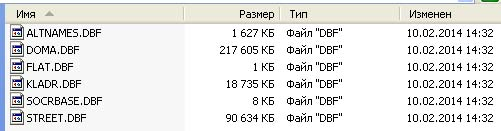 Имя Размер Тип Изменен
ALTNAMES.DBF 1 627 КБ Файл "DBF" 10.02.2014 14:32
DOMA.DBF 217 605 КБ Файл "DBF" 10.02.2014 14:32
FLAT.DBF 1 КБ Файл "DBF" 10.02.2014 14:32
KLADR.DBF 18 735 КБ Файл "DBF" 10.02.2014 14:32
SOCRBASE.DBF 8 КБ Файл "DBF" 10.02.2014 14:32
STREET.DBF 90 634 КБ Файл "DBF" 10.02.2014 14:32